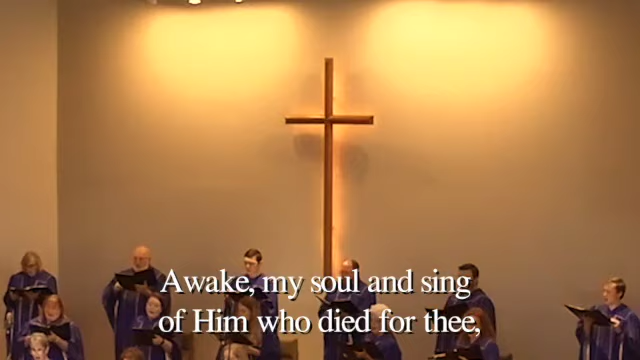 Awake, my soul and sing
of Him who died for thee,